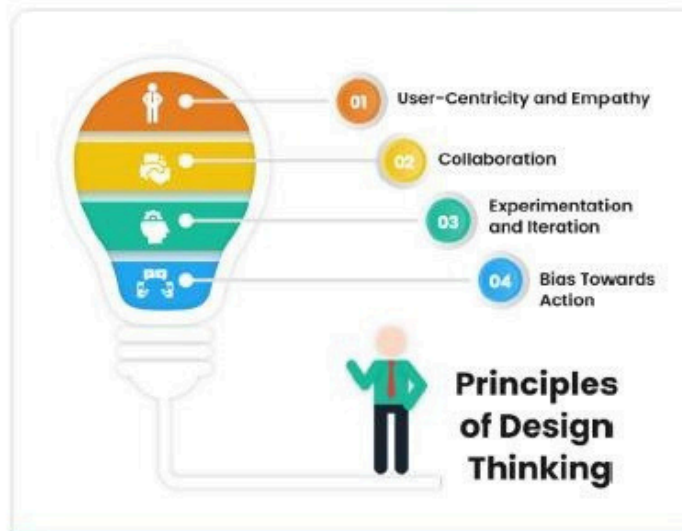 01 User-Centricity and Empathy
02 Collaboration
03 Experimentation
and Iteration
04 Bias Towards
Action
Principles
of Design
Thinking